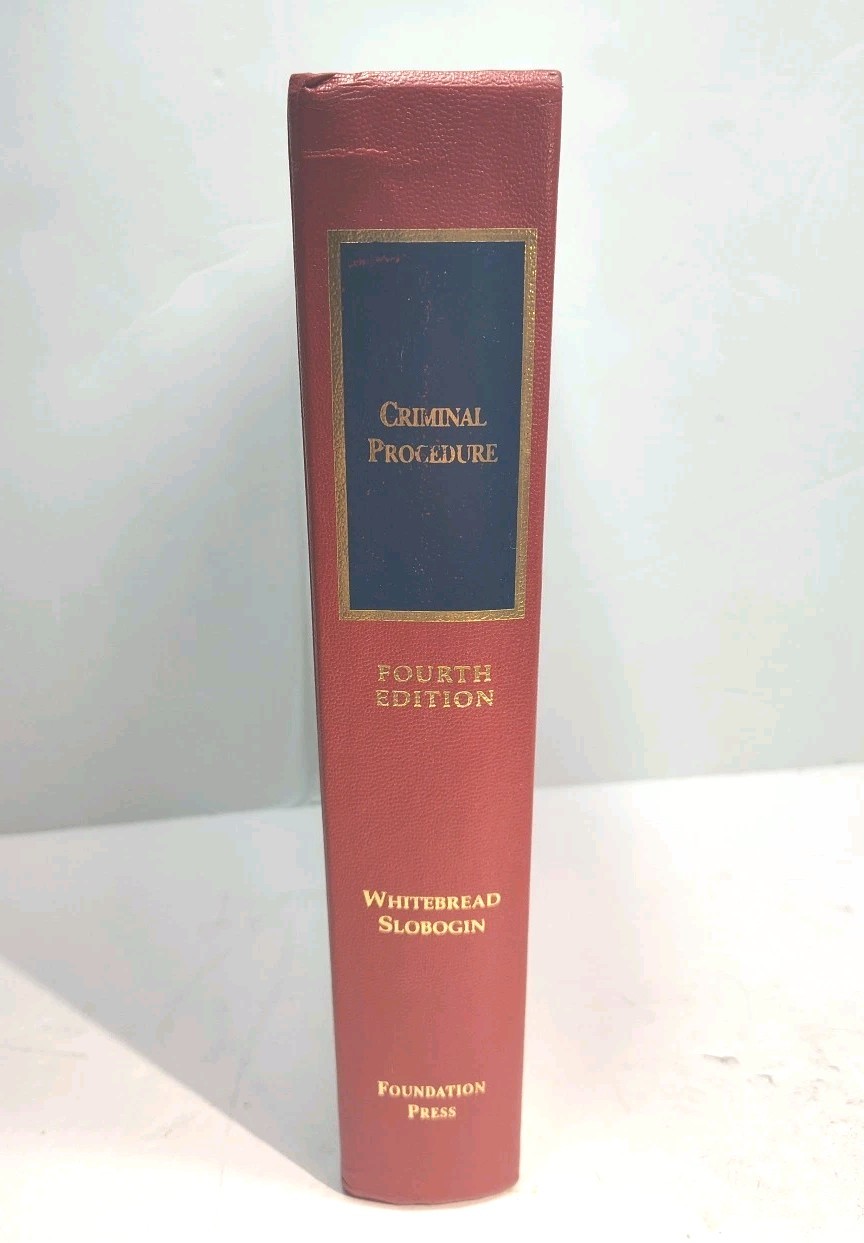 CRIMINAL
PROCEDURE
FOURTH
EDITION
WHITEBREAD
SLOBOGIN
FOUNDATION
PRESS